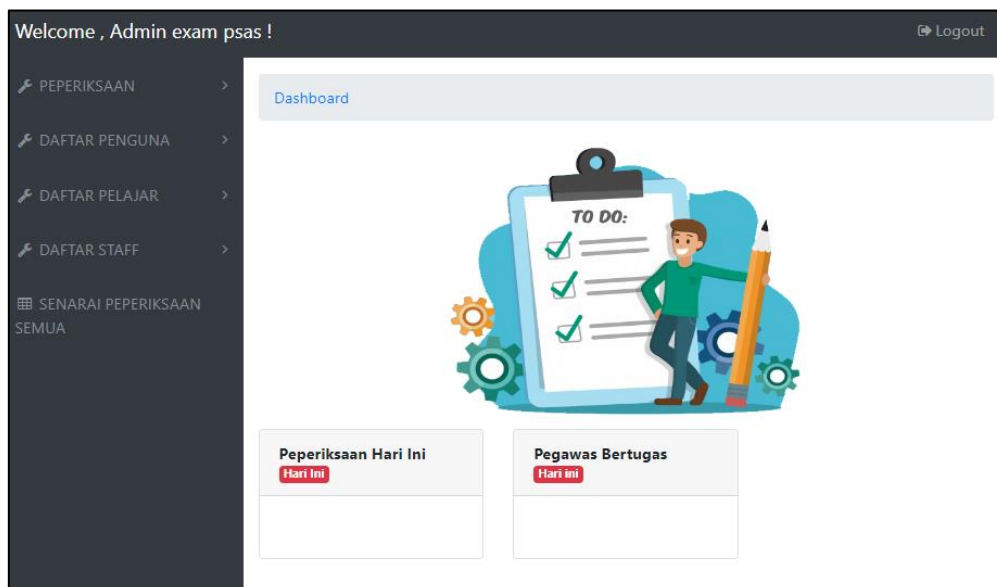 Welcome , Admin exam psas !
Logout
PEPERIKSAAN
DAFTAR PENGUNA
DAFTAR PELAJAR
DAFTAR STAFF
SENARAI PEPERIKSAAN
SEMUA
Dashboard
TO DO:
Peperiksaan Hari Ini
Hari Ini
Pegawas Bertugas
Hari ini